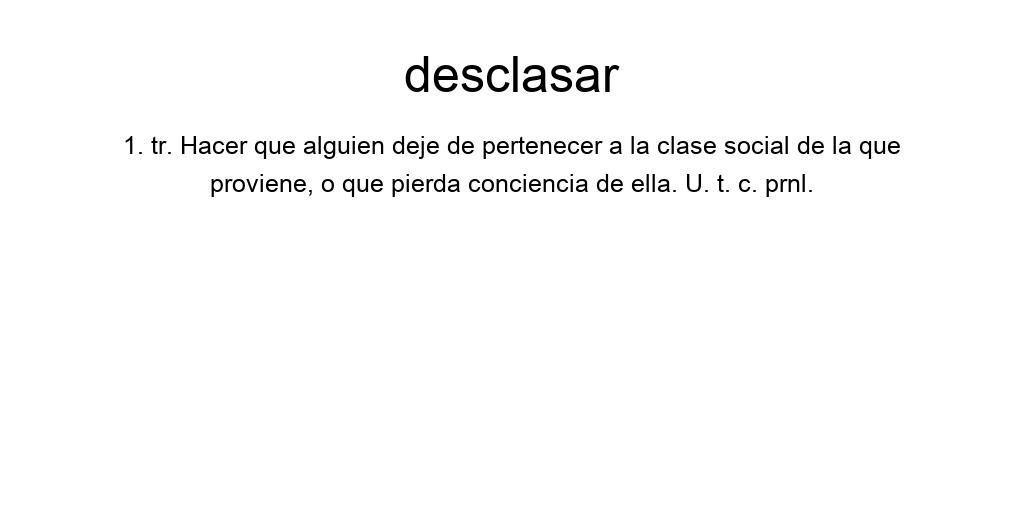 desclasar
1. tr. Hacer que alguien deje de pertenecer a la clase social de la que
proviene, o que pierda conciencia de ella. U. t. c. prnl.